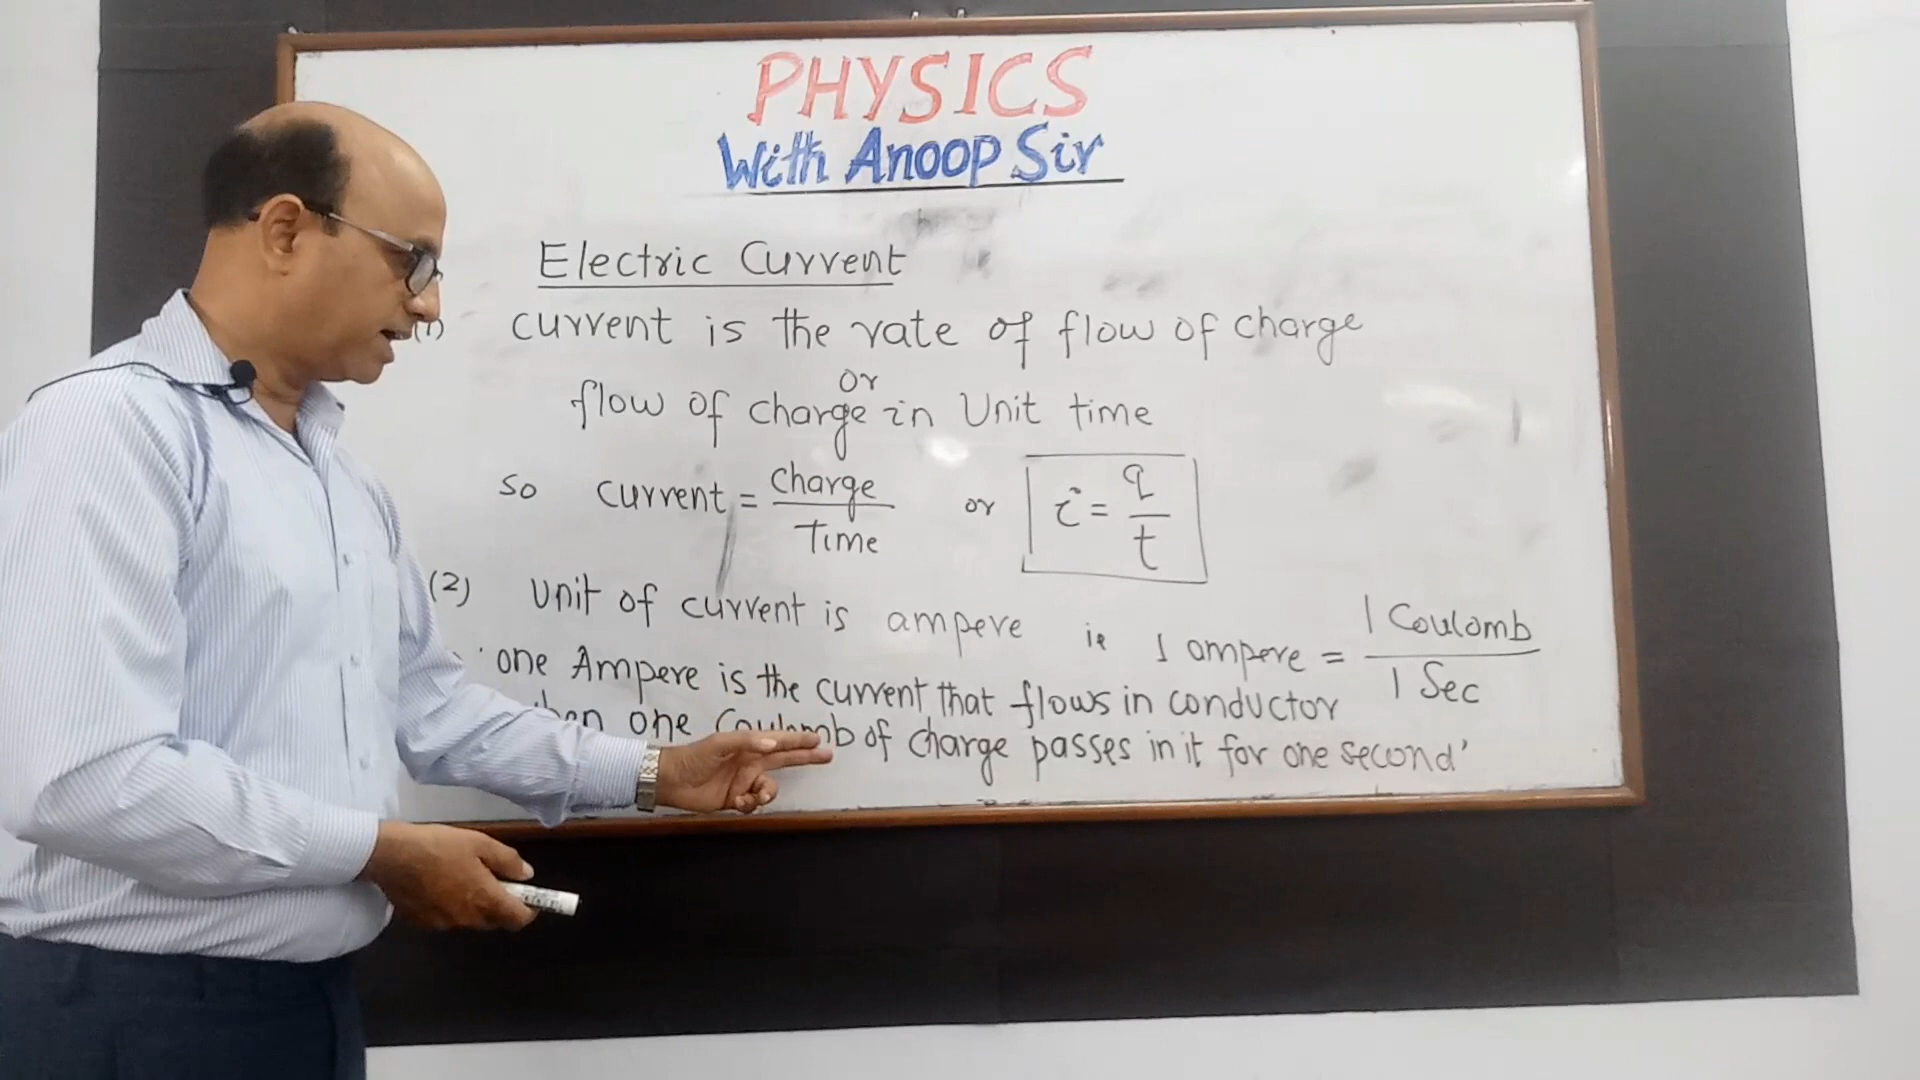 PHYSICS
With Anoop Sir
Electric Current
(1) current is the rate of flow of charge
or
flow of charge in Unit time
so current = charge / Time or i = q / t
(2) Unit of current is ampere ie 1 ampere = 1 Coulomb / 1 Sec
'one Ampere is the current that flows in conductor
when one Coulomb of charge passes in it for one second'